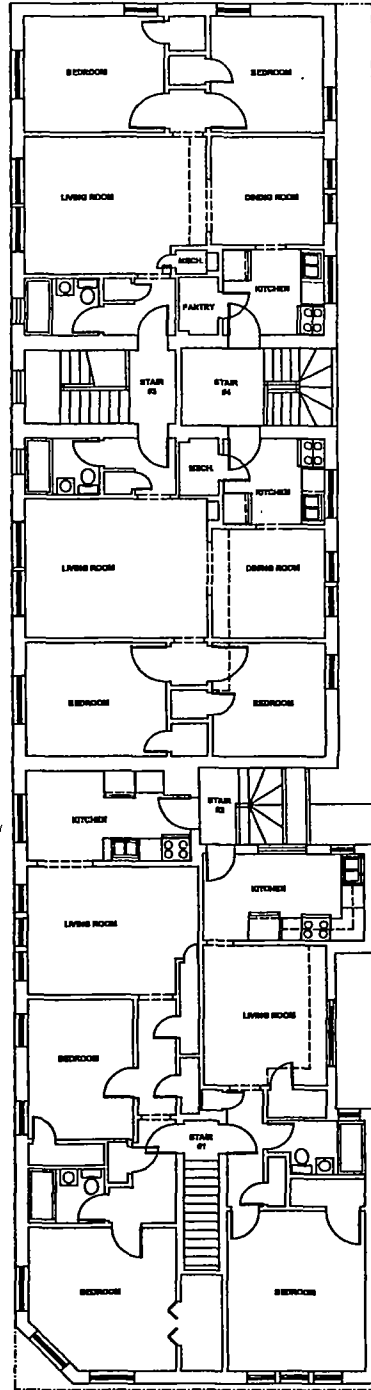 BEDROOM
BEDROOM
LIVING ROOM
DINING ROOM
MECH.
KITCHEN
PANTRY
STAIR
#3
STAIR
#4
MECH.
KITCHEN
LIVING ROOM
DINING ROOM
BEDROOM
BEDROOM
STAIR
#2
KITCHEN
KITCHEN
LIVING ROOM
LIVING ROOM
BEDROOM
STAIR
#1
BEDROOM
BEDROOM